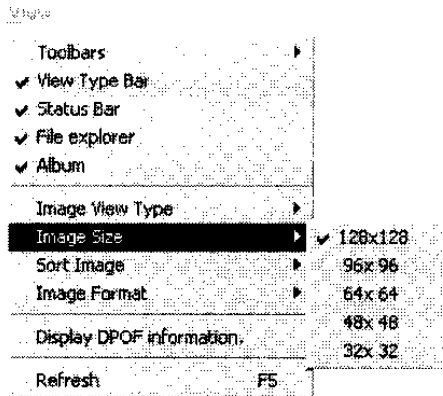 View
Toolbars
View Type Bar
Status Bar
File explorer
Album
Image View Type
Image Size
128x128
Sort Image
96x 96
Image Format
64x 64
48x 48
Display DPOF information.
32x 32
Refresh F5